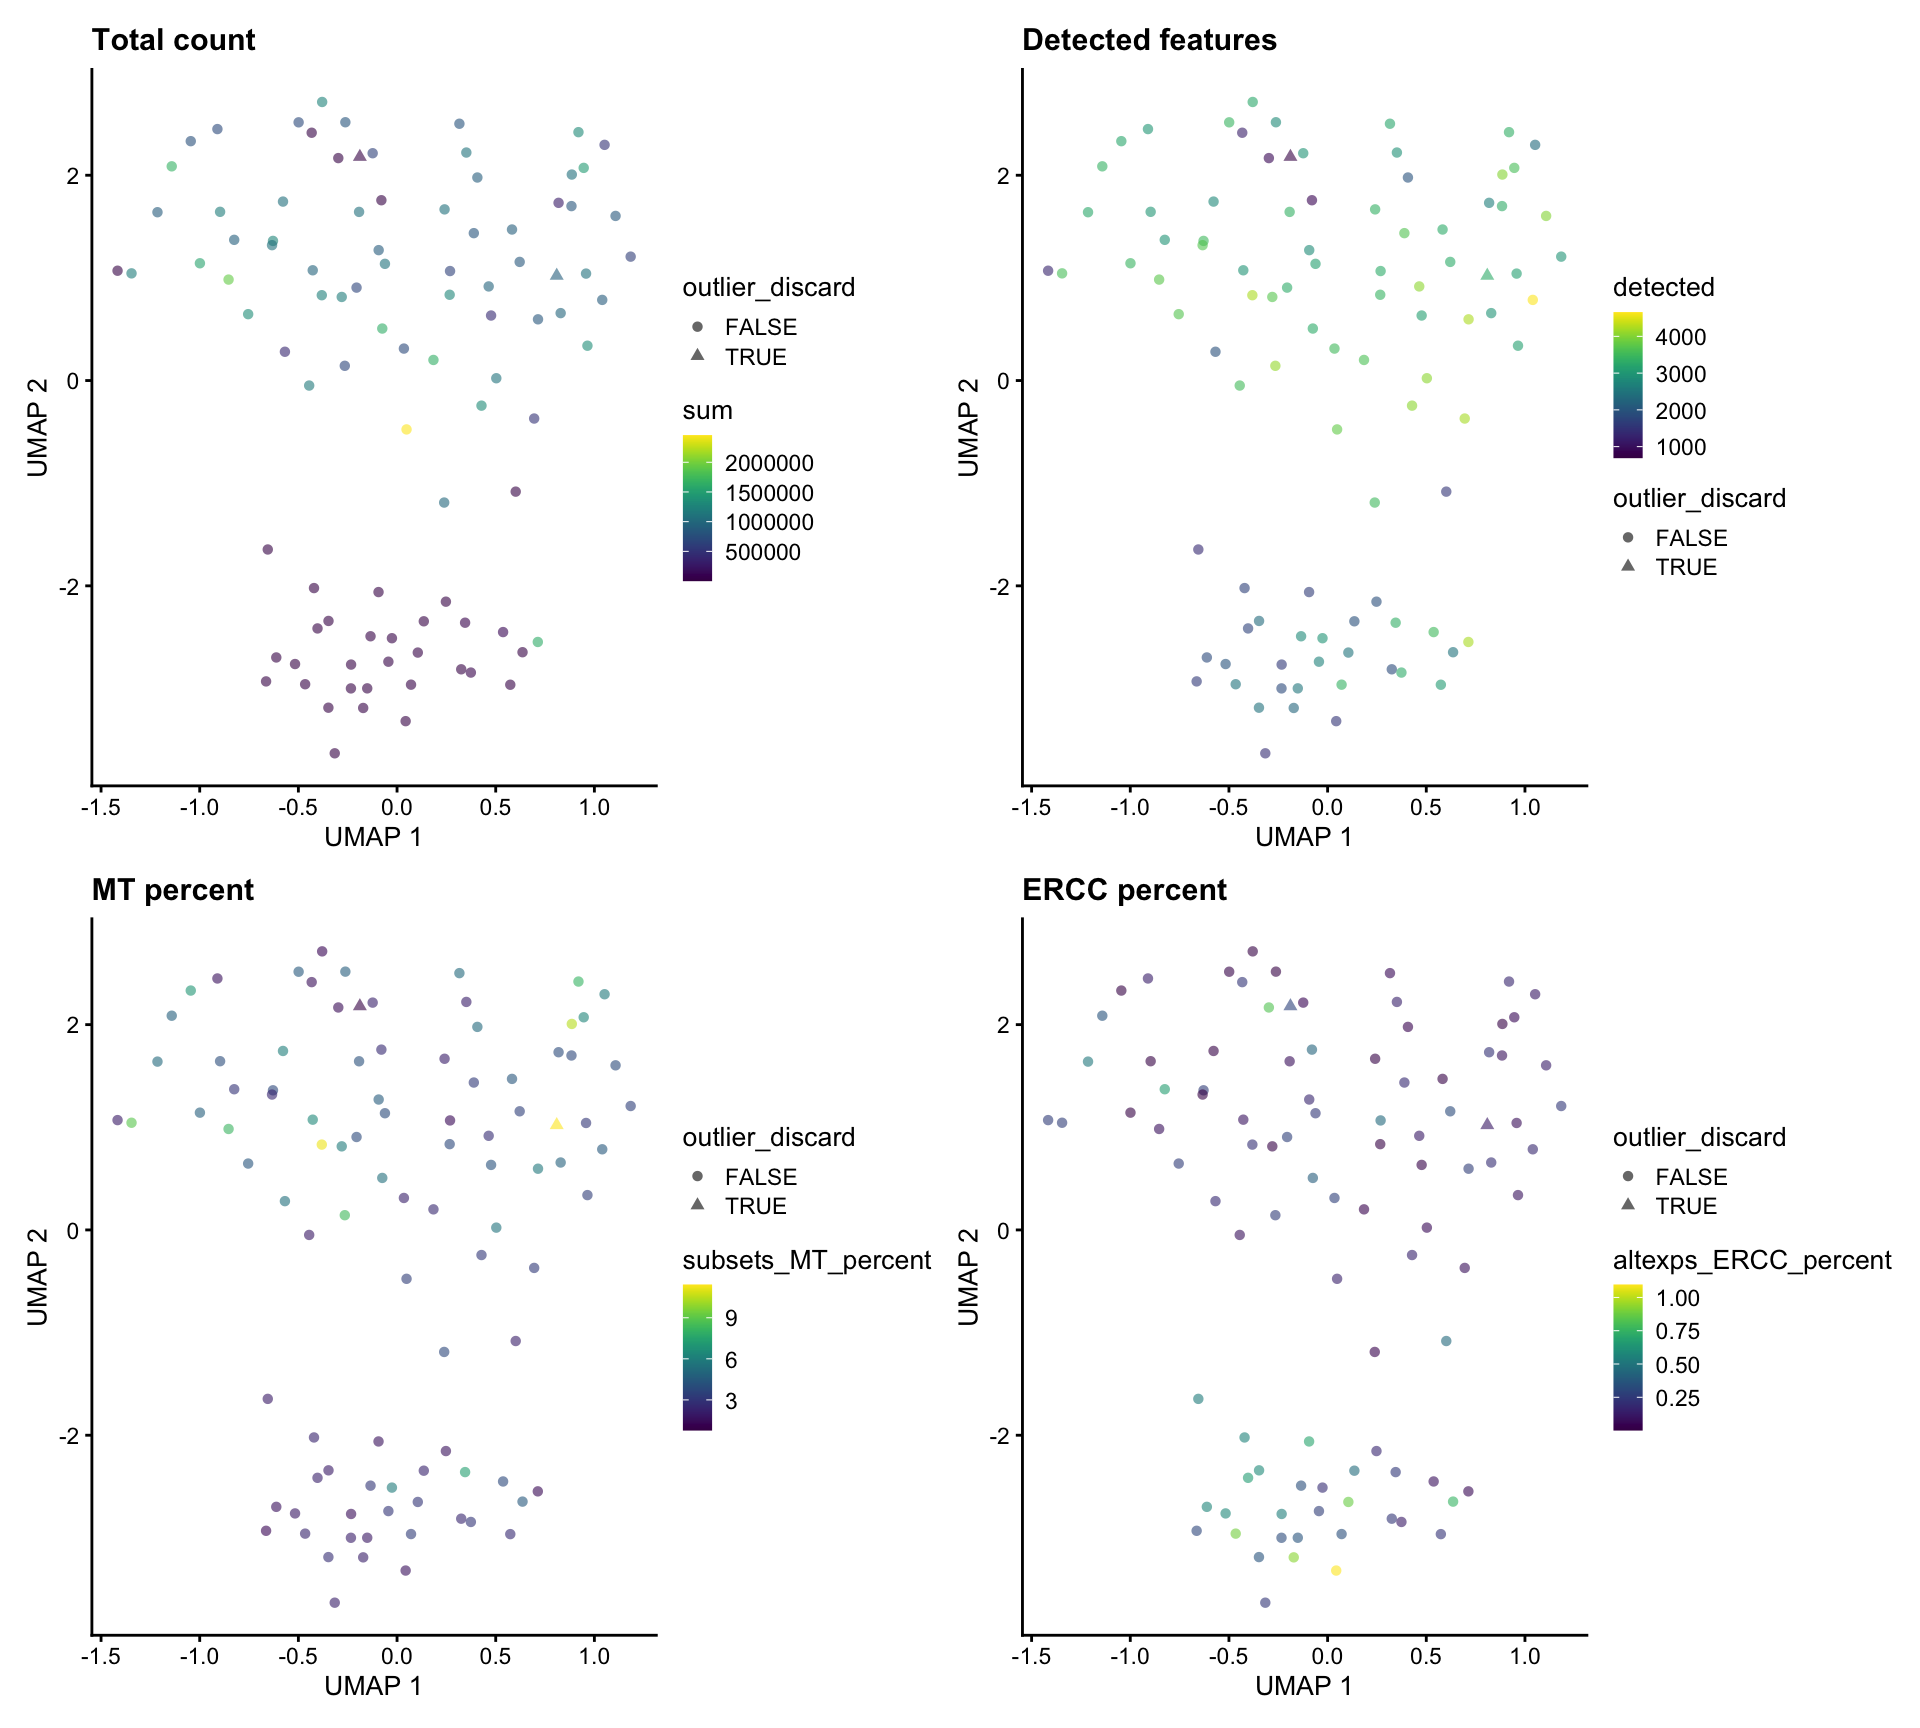 Total count
UMAP 2
2
0
-2
-1.5 -1.0 -0.5 0.0 0.5 1.0
UMAP 1
outlier_discard
FALSE
TRUE
sum
2000000
1500000
1000000
500000
Detected features
UMAP 2
2
0
-2
-1.5 -1.0 -0.5 0.0 0.5 1.0
UMAP 1
detected
4000
3000
2000
1000
outlier_discard
FALSE
TRUE
MT percent
UMAP 2
2
0
-2
-1.5 -1.0 -0.5 0.0 0.5 1.0
UMAP 1
outlier_discard
FALSE
TRUE
subsets_MT_percent
9
6
3
ERCC percent
UMAP 2
2
0
-2
-1.5 -1.0 -0.5 0.0 0.5 1.0
UMAP 1
outlier_discard
FALSE
TRUE
altexps_ERCC_percent
1.00
0.75
0.50
0.25